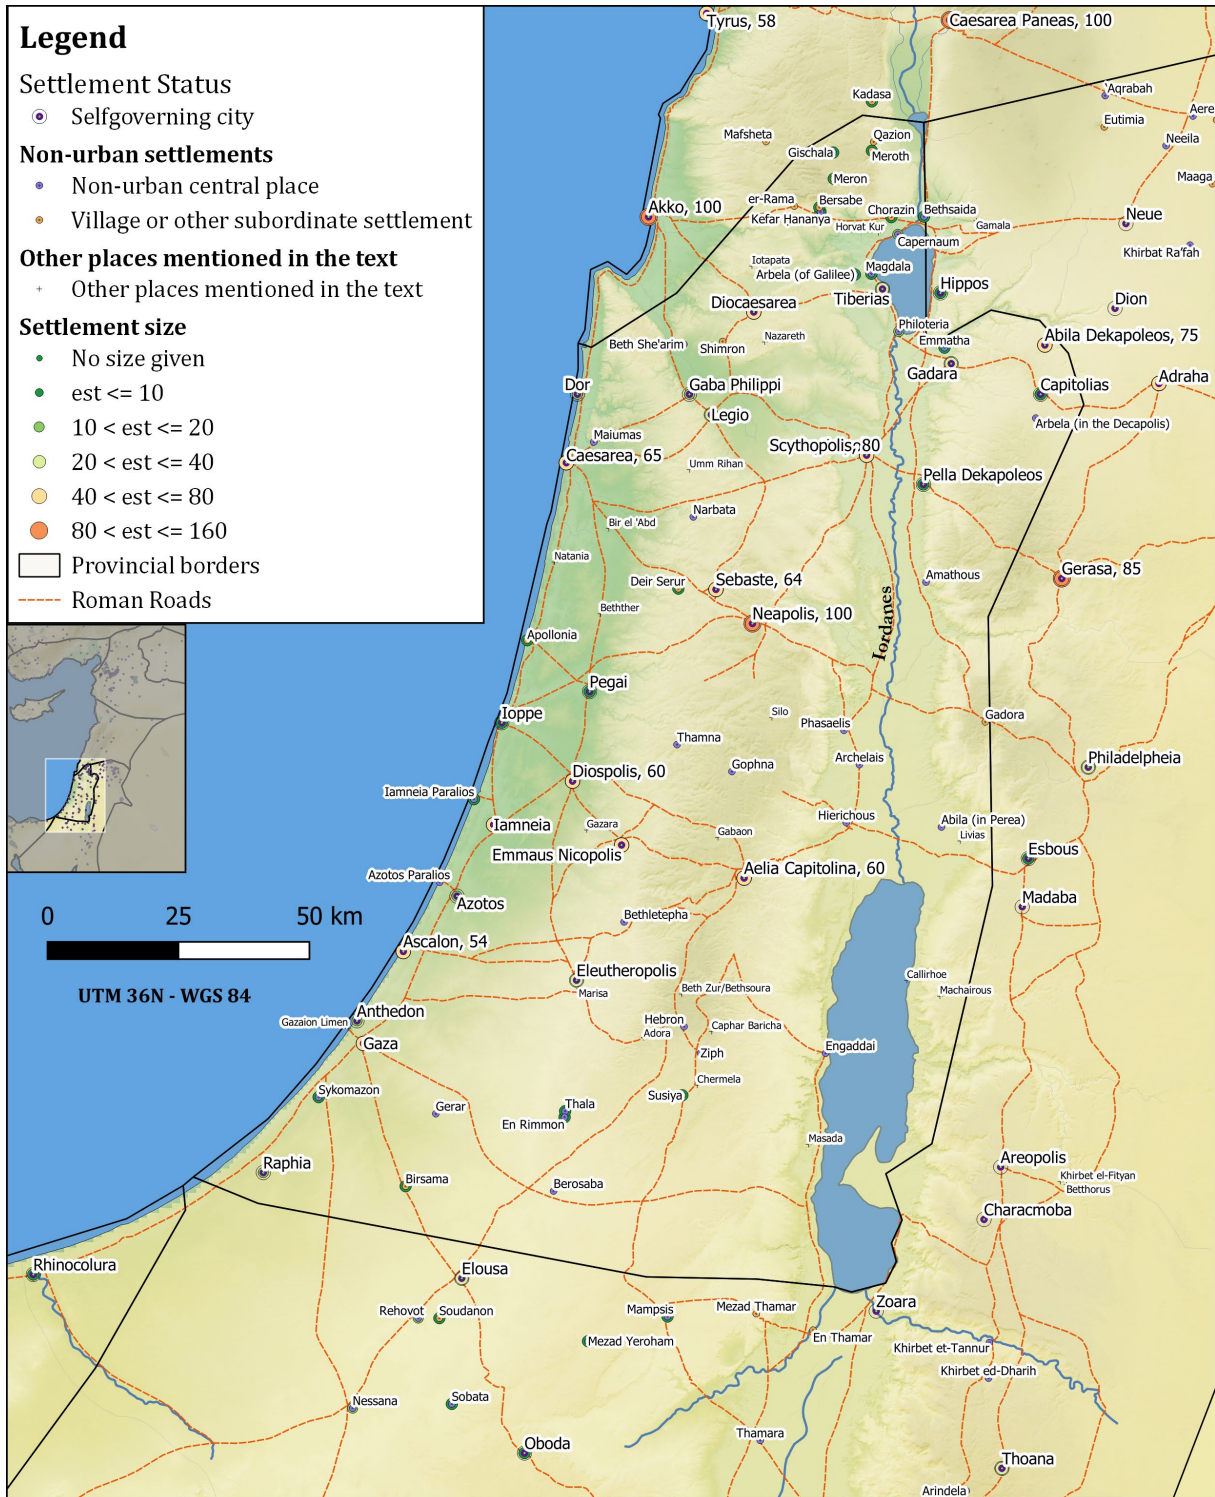 Legend
Settlement Status
Selfgoverning city
Non-urban settlements
Non-urban central place
Village or other subordinate settlement
Other places mentioned in the text
Other places mentioned in the text
Settlement size
No size given
est <= 10
10 < est <= 20
20 < est <= 40
40 < est <= 80
80 < est <= 160
Provincial borders
Roman Roads
0 25 50 km
UTM 36N - WGS 84
Tyrus, 58
Caesarea Paneas, 100
Kadasa
'Aqrabah
Aere
Eutimia
Neeila
Maaga
Mafsheta
Qazion
Gischala
Meroth
Meron
er-Rama
Bersabe
Akko, 100
Kefar Hananya
Chorazin
Bethsaida
Horvat Kur
Gamala
Neue
Capernaum
Khirbat Ra'fah
Iotapata
Magdala
Arbela (of Galilee)
Hippos
Tiberias
Diocaesarea
Dion
Philoteria
Nazareth
Emmatha
Abila Dekapoleos, 75
Beth She'arim
Shimron
Gadara
Adraha
Dor
Gaba Philippi
Capitolias
Legio
Arbela (in the Decapolis)
Maiumas
Scythopolis, 80
Caesarea, 65
Umm Rihan
Pella Dekapoleos
Narbata
Bir el 'Abd
Natania
Gerasa, 85
Deir Serur
Sebaste, 64
Amathous
Bethther
Neapolis, 100
Iordanes
Apollonia
Pegai
Ioppe
Silo
Gadora
Phasaelis
Thamna
Archelais
Philadelpheia
Gophna
Diospolis, 60
Iamneia Paralios
Hierichous
Abila (in Perea)
Iamneia
Gazara
Gabaon
Livias
Emmaus Nicopolis
Esbous
Aelia Capitolina, 60
Azotos Paralios
Madaba
Azotos
Bethletepha
Ascalon, 54
Eleutheropolis
Callirhoe
Marisa
Beth Zur/Bethsoura
Machairous
Anthedon
Gazaion Limen
Hebron
Adora
Caphar Baricha
Gaza
Engaddai
Ziph
Chermela
Sykomazon
Susiya
Gerar
Thala
En Rimmon
Masada
Raphia
Areopolis
Birsama
Khirbet el-Fityan
Berosaba
Betthorus
Characmoba
Rhinocolura
Elousa
Zoara
Rehovot
Soudanon
Mampsis
Mezad Thamar
En Thamar
Mezad Yeroham
Khirbet et-Tannur
Khirbet ed-Dharih
Nessana
Sobata
Thamara
Oboda
Thoana
Arindela